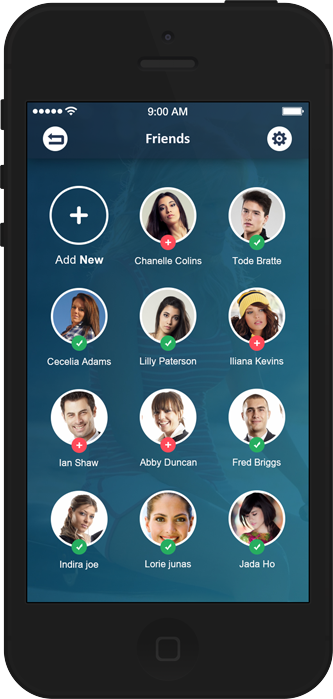 9:00 AM
Friends
Add New
Chanelle Colins
Tode Bratte
Cecelia Adams
Lilly Paterson
Iliana Kevins
Ian Shaw
Abby Duncan
Fred Briggs
Indira joe
Lorie junas
Jada Ho